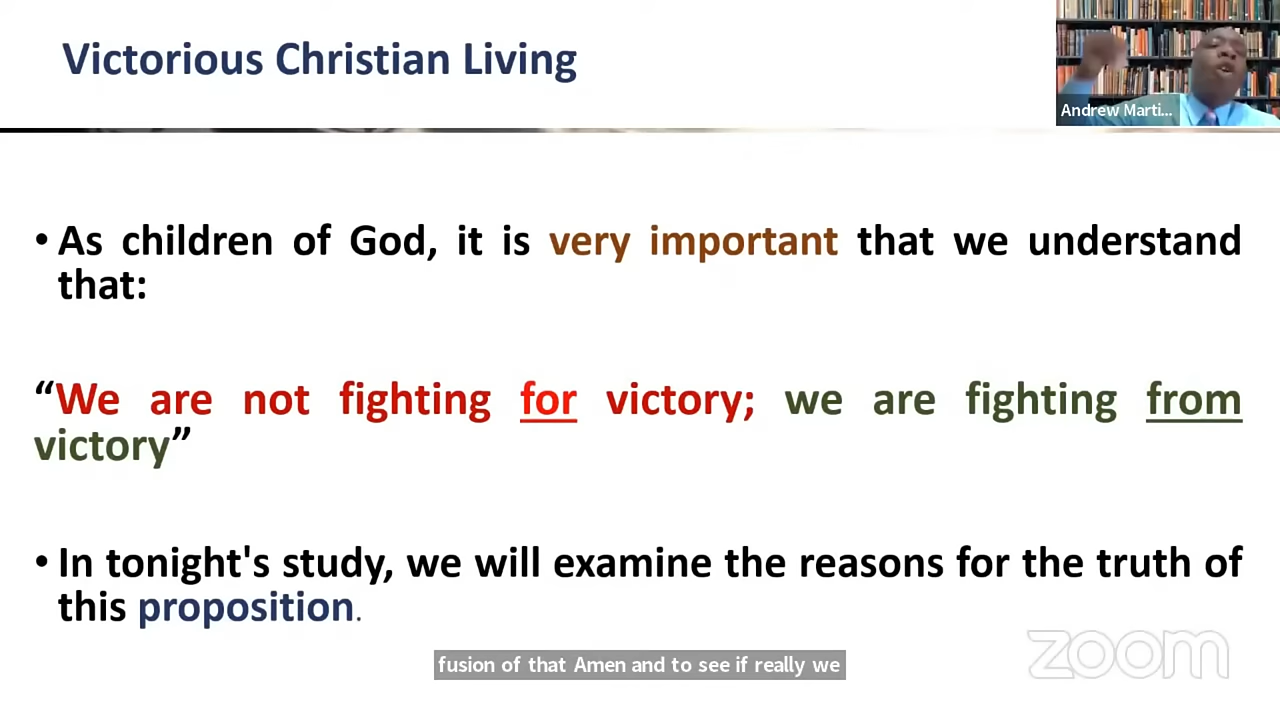 Victorious Christian Living
Andrew Marti...
• As children of God, it is very important that we understand
that:
“We are not fighting for victory; we are fighting from
victory”
• In tonight's study, we will examine the reasons for the truth of
this proposition.
fusion of that Amen and to see if really we
zoom